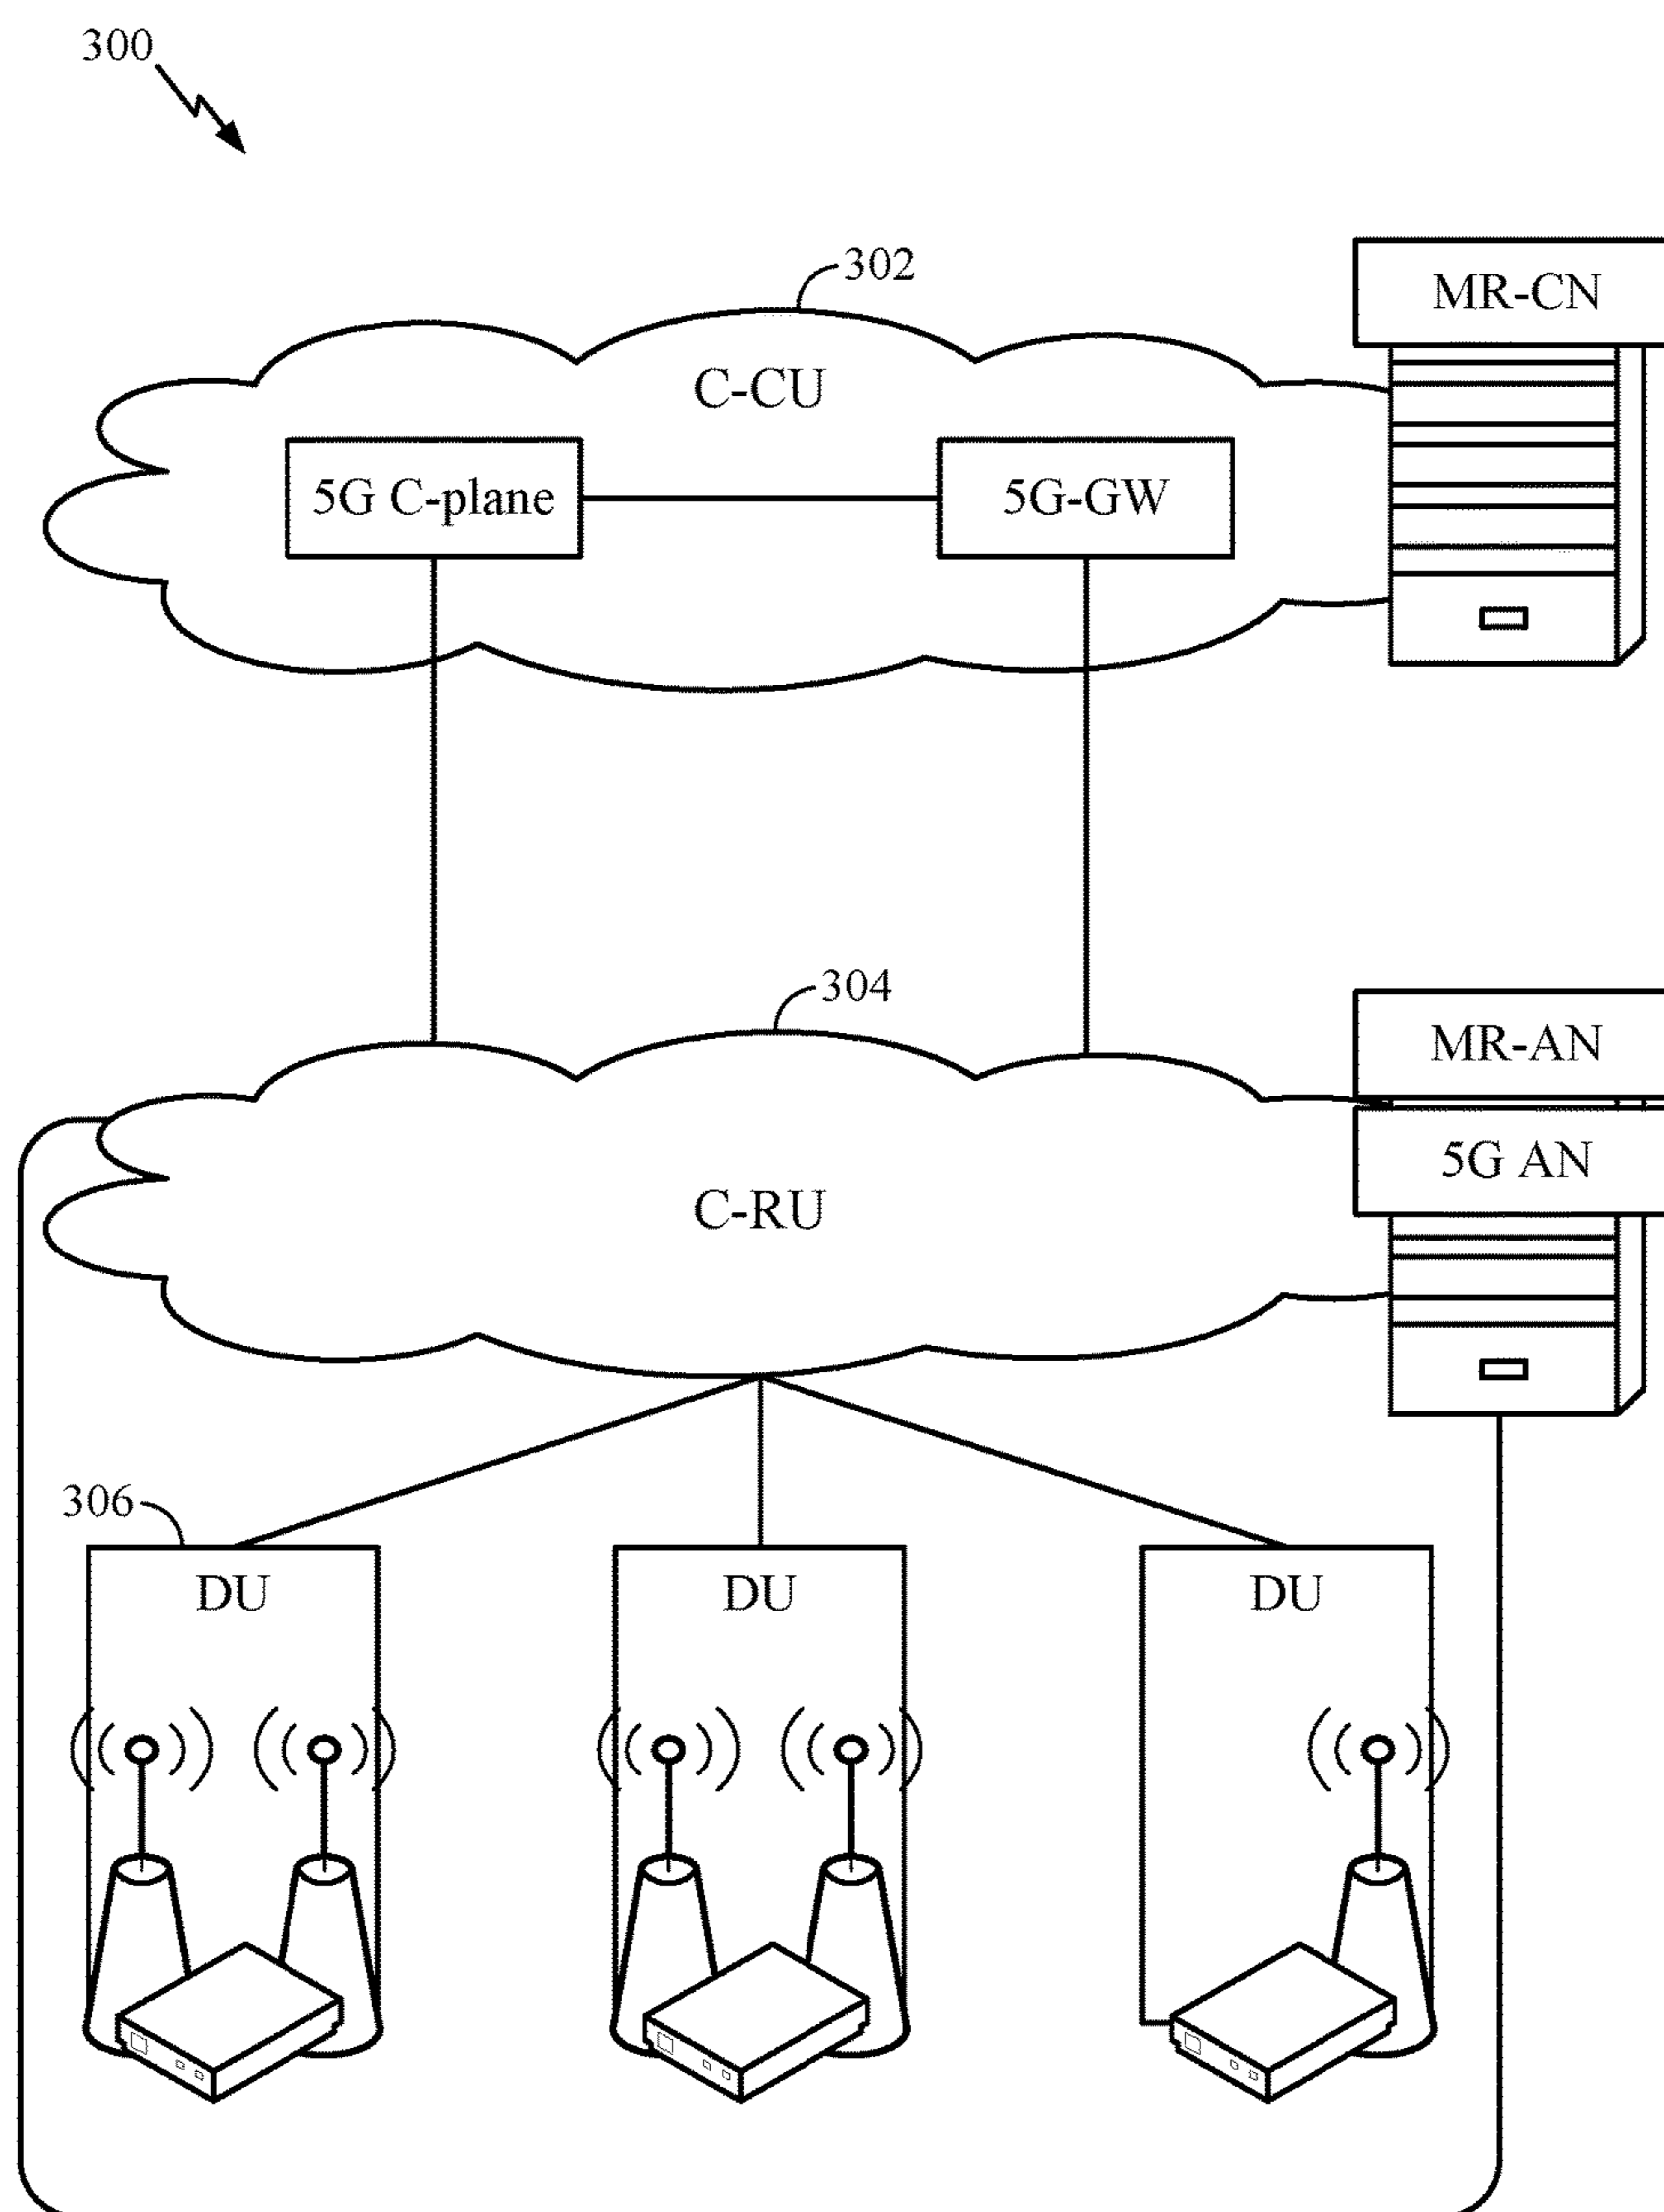 300
302
MR-CN
C-CU
5G C-plane
5G-GW
304
MR-AN
5G AN
C-RU
306
DU
DU
DU